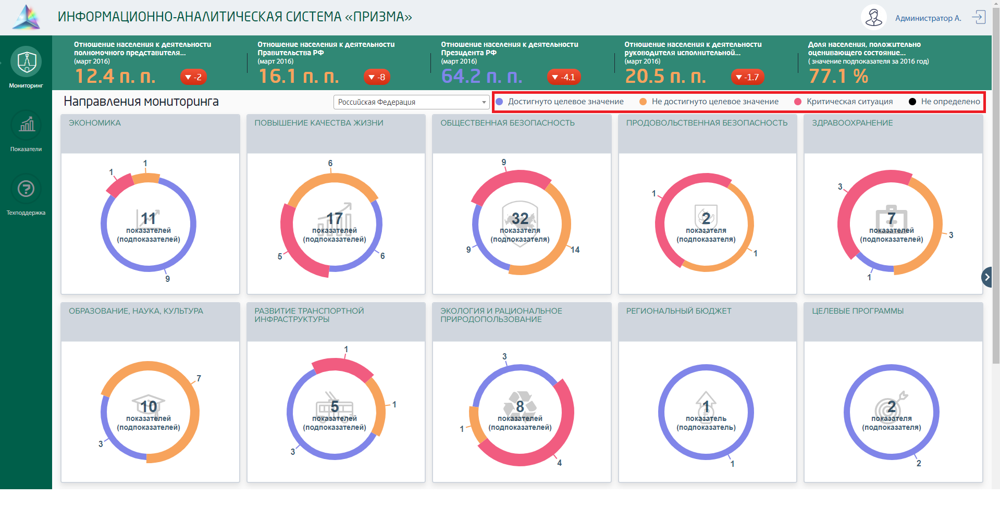 ИНФОРМАЦИОННО-АНАЛИТИЧЕСКАЯ СИСТЕМА «ПРИЗМА»
Администратор А.
Мониторинг
Показатели
Техподдержка
Отношение населения к деятельности
полномочного представителя...
(март 2016)
12.4 п. п.
▼ -2
Отношение населения к деятельности
Правительства РФ
(март 2016)
16.1 п. п.
▼ -8
Отношение населения к деятельности
Президента РФ
(март 2016)
64.2 п. п.
▼ -4.1
Отношение населения к деятельности
руководителя исполнительной...
(март 2016)
20.5 п. п.
▼ -1.7
Доля населения, положительно
оценивающего состояние...
( значение подпоказателя за 2016 год)
77.1 %
Направления мониторинга
Российская Федерация
Достигнуто целевое значение
Не достигнуто целевое значение
Критическая ситуация
Не определено
ЭКОНОМИКА
1
1
11
показателей
(подпоказателей)
9
ПОВЫШЕНИЕ КАЧЕСТВА ЖИЗНИ
6
17
показателей
(подпоказателей)
5
6
ОБЩЕСТВЕННАЯ БЕЗОПАСНОСТЬ
9
32
показателя
(подпоказателя)
9
14
ПРОДОВОЛЬСТВЕННАЯ БЕЗОПАСНОСТЬ
1
2
показателя
(подпоказателя)
1
ЗДРАВООХРАНЕНИЕ
3
7
показателей
(подпоказателей)
3
1
ОБРАЗОВАНИЕ, НАУКА, КУЛЬТУРА
7
10
показателей
(подпоказателей)
3
РАЗВИТИЕ ТРАНСПОРТНОЙ
ИНФРАСТРУКТУРЫ
1
1
5
показателей
(подпоказателей)
3
ЭКОЛОГИЯ И РАЦИОНАЛЬНОЕ
ПРИРОДОПОЛЬЗОВАНИЕ
3
8
показателей
(подпоказателей)
1
4
РЕГИОНАЛЬНЫЙ БЮДЖЕТ
1
показатель
(подпоказатель)
1
ЦЕЛЕВЫЕ ПРОГРАММЫ
2
показателя
(подпоказателя)
2